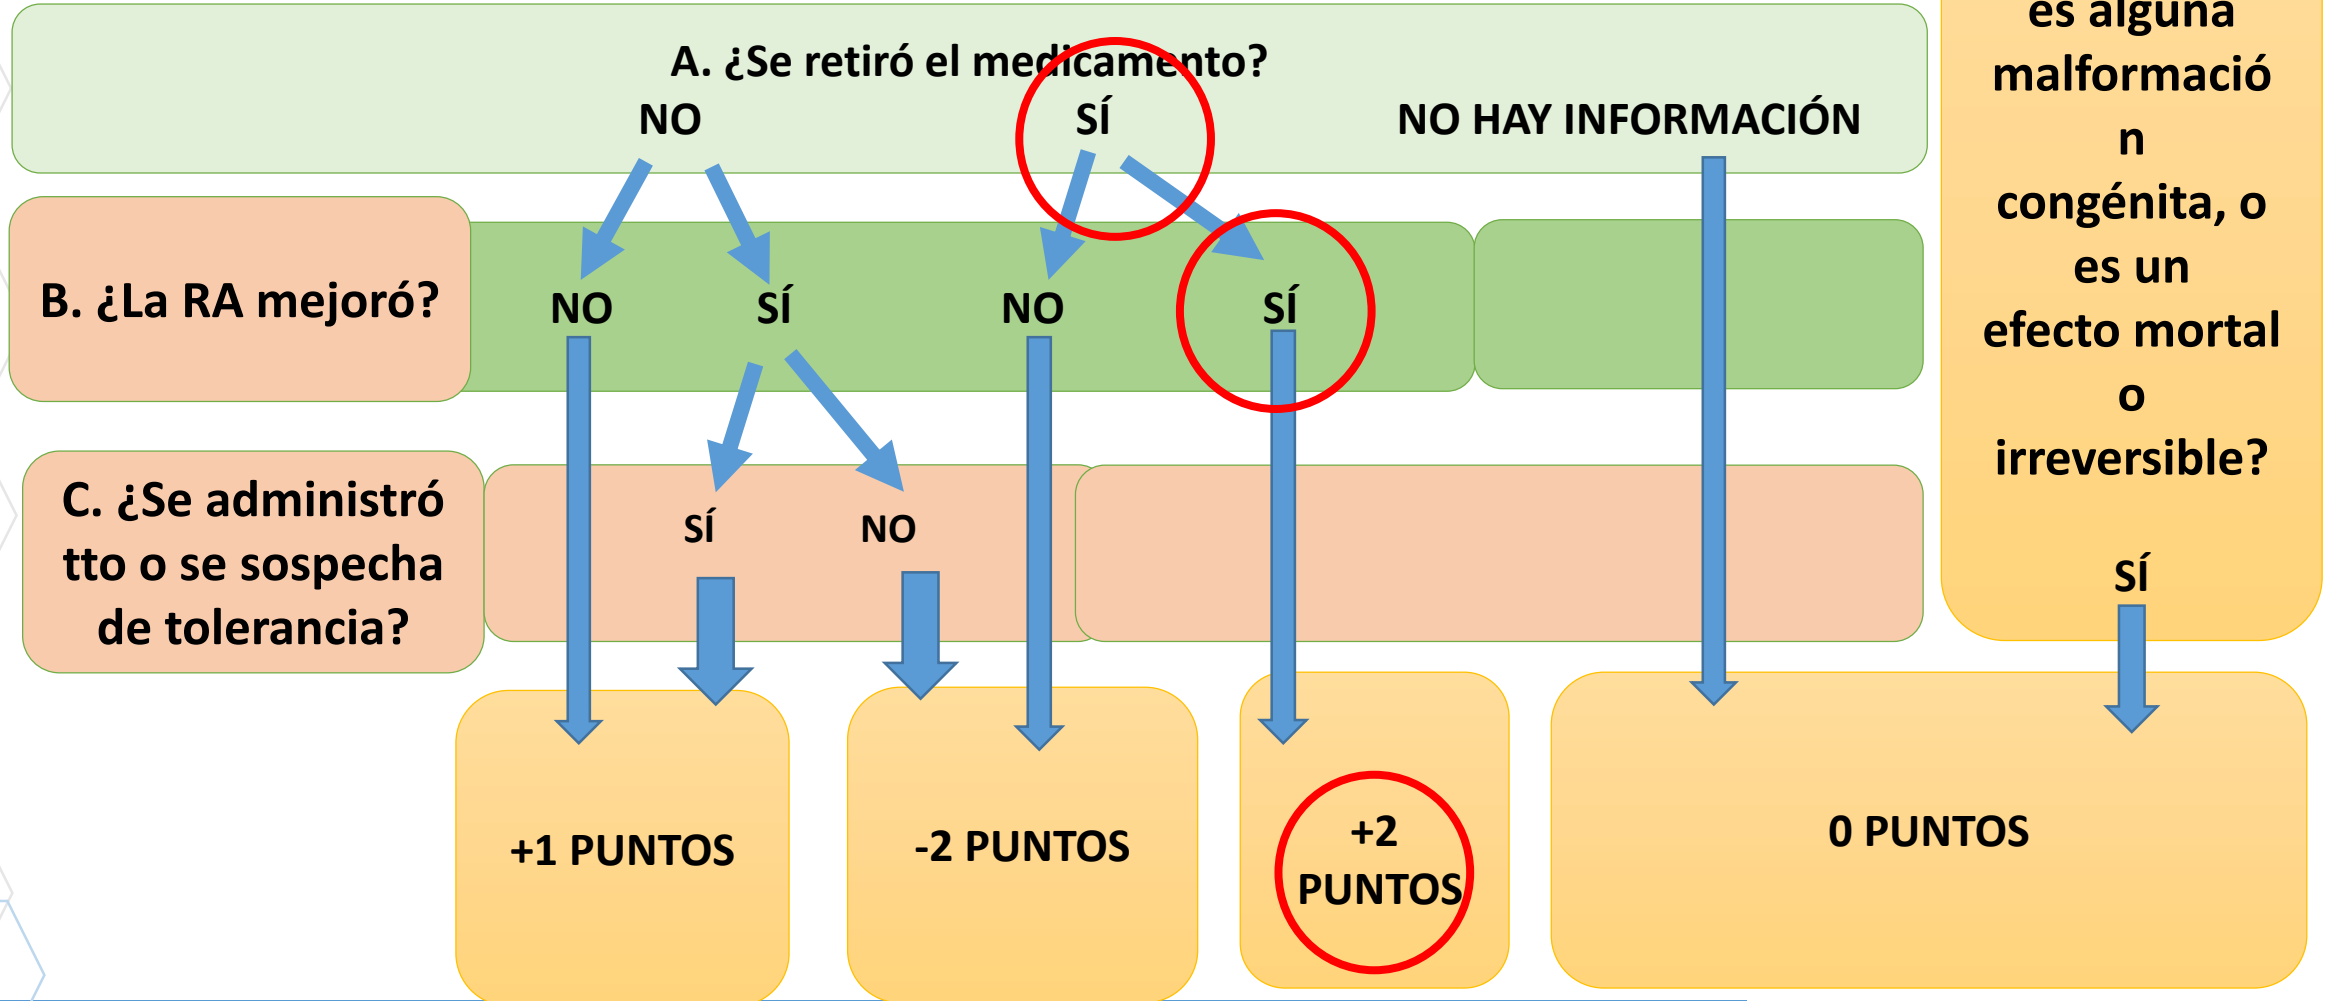 A. ¿Se retiró el medicamento?
NO
SÍ
NO HAY INFORMACIÓN
B. ¿La RA mejoró?
NO
SÍ
NO
SÍ
C. ¿Se administró
tto o se sospecha
de tolerancia?
SÍ
NO
es alguna
malformació
n
congénita, o
es un
efecto mortal
o
irreversible?
SÍ
+1 PUNTOS
-2 PUNTOS
+2
PUNTOS
0 PUNTOS